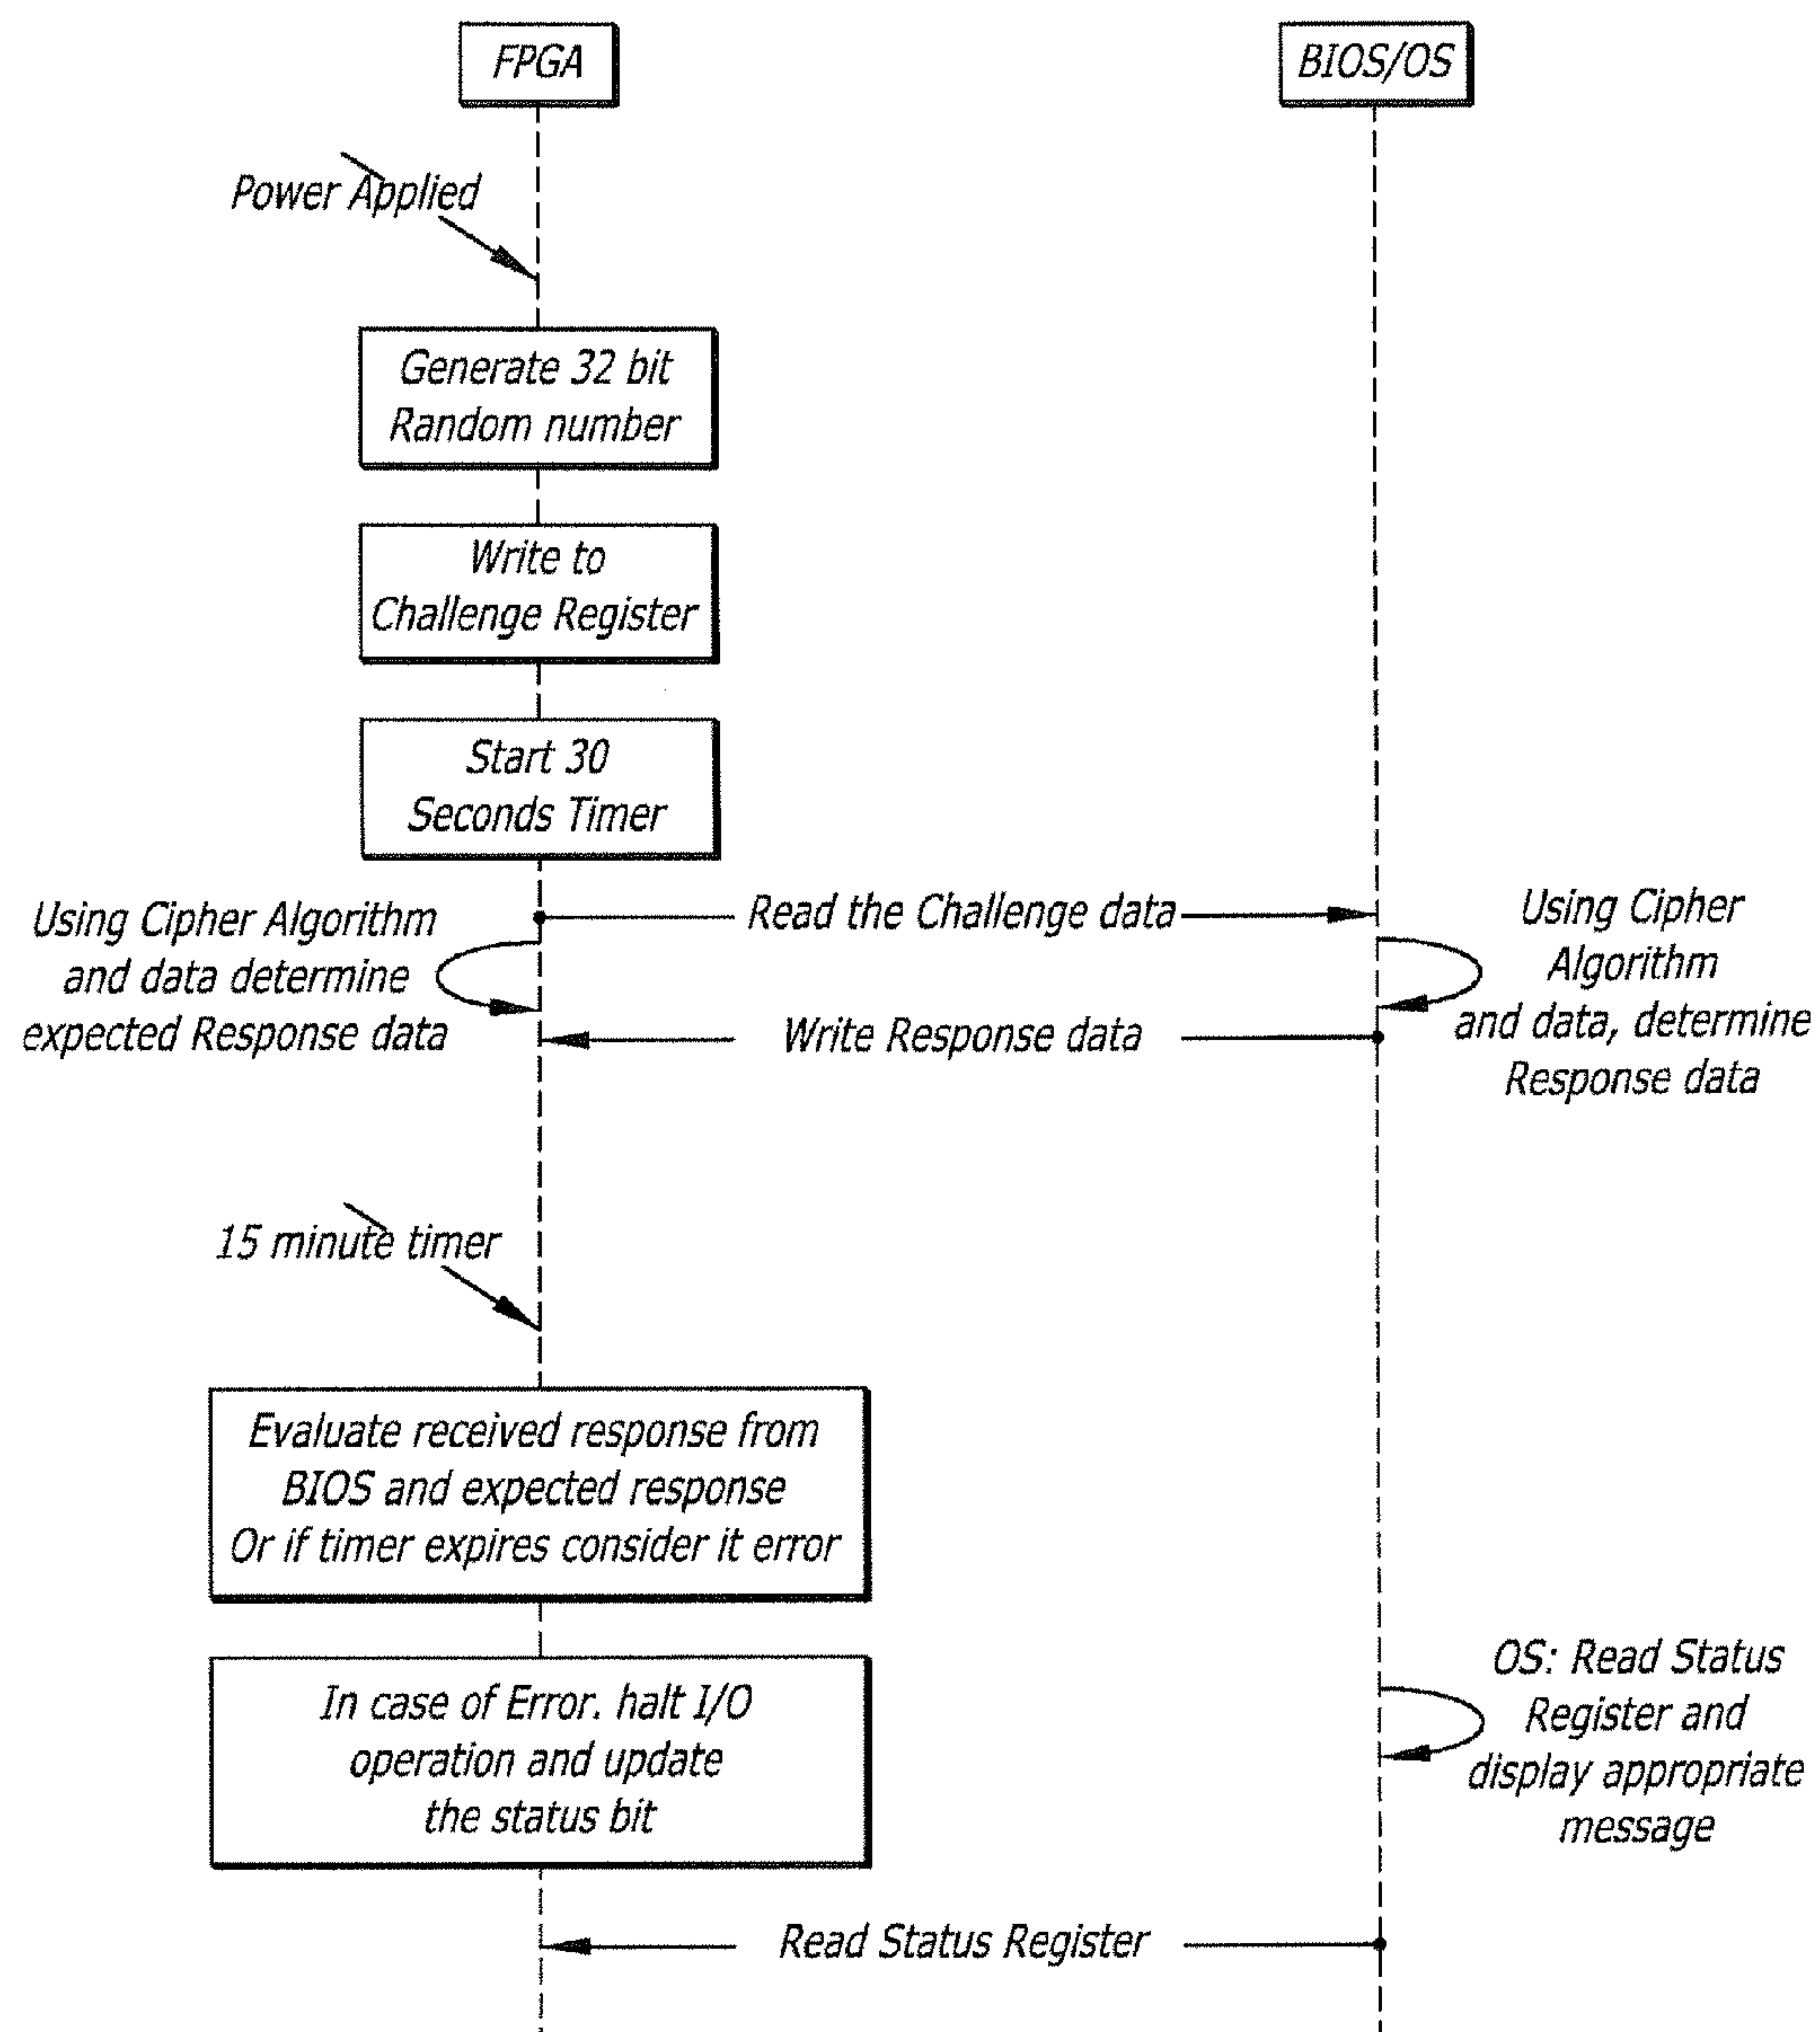 FPGA
BIOS/OS
Power Applied
Generate 32 bit
Random number
Write to
Challenge Register
Start 30
Seconds Timer
Using Cipher Algorithm
and data determine
expected Response data
Read the Challenge data
Using Cipher
Algorithm
and data, determine
Response data
Write Response data
15 minute timer
Evaluate received response from
BIOS and expected response
Or if timer expires consider it error
In case of Error. halt I/O
operation and update
the status bit
OS: Read Status
Register and
display appropriate
message
Read Status Register